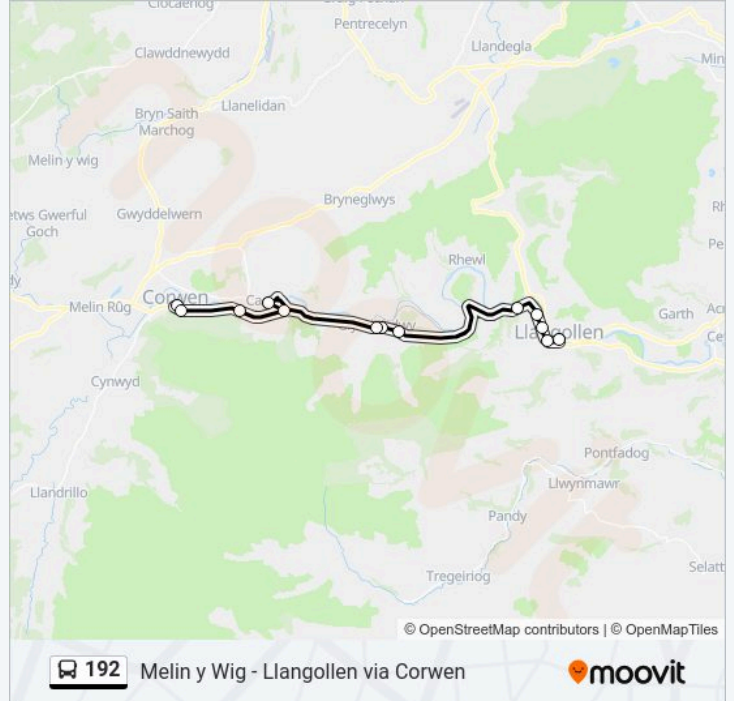 Clocaenog
Pentrecelyn
Clawddnewydd
Llandegla
Llanelidan
Bryn Saith
Marchog
Melin y wig
Bryneglwys
etws Gwerful
Goch
Gwyddelwern
Rhewl
Corwen
Melin Rûg
Garth
Llangollen
Cynwyd
Pontfadog
Llandrillo
Llwynmawr
Pandy
Tregeiriog
© OpenStreetMap contributors | © OpenMapTiles
192 Melin y Wig - Llangollen via Corwen
moovit